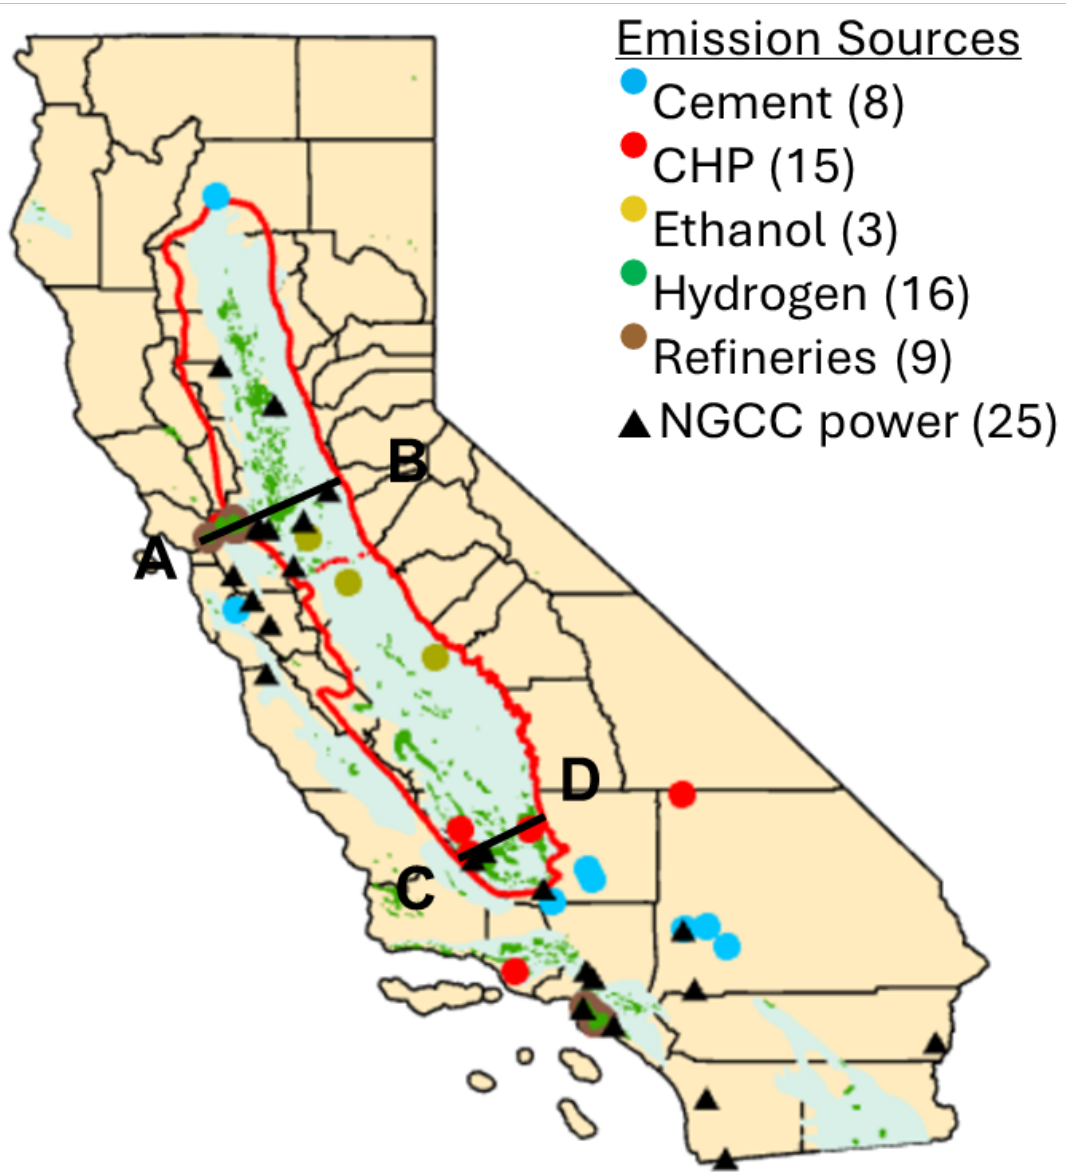 Emission Sources
Cement (8)
CHP (15)
Ethanol (3)
Hydrogen (16)
Refineries (9)
NGCC power (25)
B
A
D
C